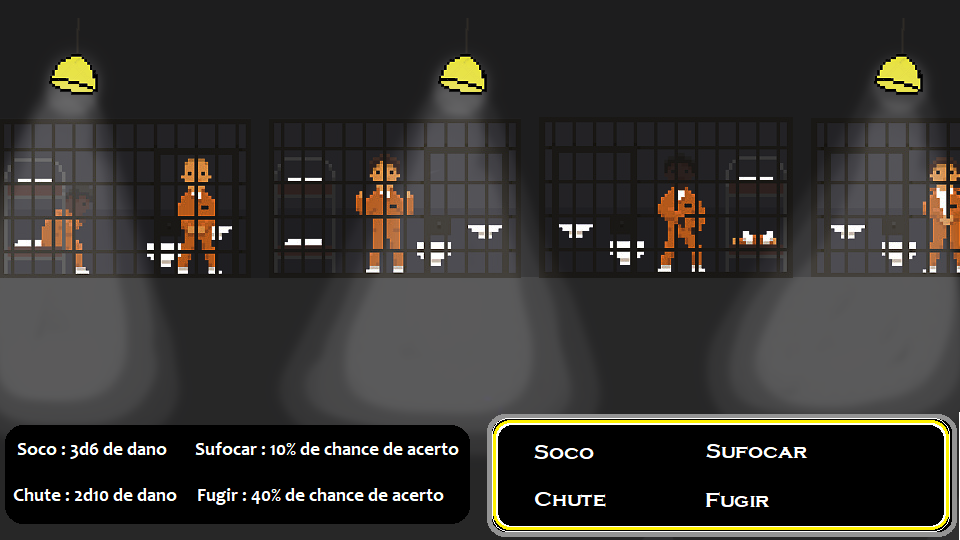 Soco : 3d6 de dano
Sufocar : 10% de chance de acerto
Chute : 2d10 de dano
Fugir : 40% de chance de acerto
Soco
Sufocar
Chute
Fugir